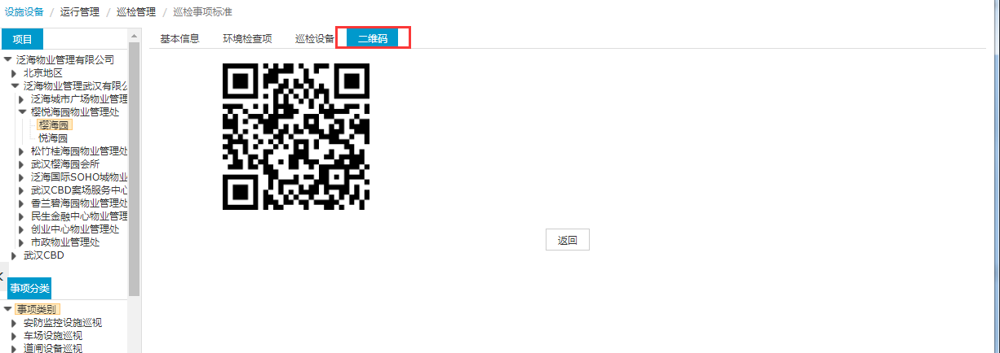 设施设备 / 运行管理 / 巡检管理 / 巡检事项标准
项目
泛海物业管理有限公司
北京地区
泛海物业管理武汉有限公
泛海城市广场物业管理
樱悦海园物业管理处
樱海园
悦海园
松竹桂海园物业管理处
武汉樱海园会所
泛海国际SOHO城物业
武汉CBD案场服务中心
香兰碧海园物业管理处
民生金融中心物业管理
创业中心物业管理处
市政物业管理处
武汉CBD
事项分类
事项类别
安防监控设施巡视
车场设施巡视
道闸设备巡视
基本信息 环境检查项 巡检设备 二维码
返回